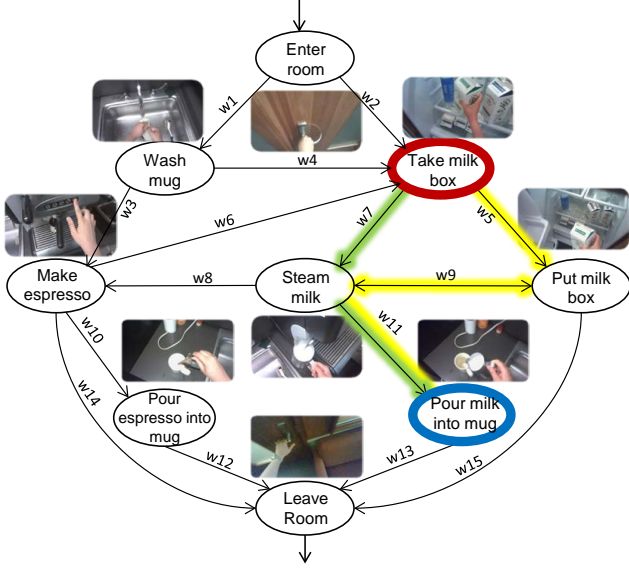 Enter
room
w1
w2
Wash
mug
w4
Take milk
box
w3
w6
w7
w5
Make
espresso
w8
Steam
milk
w9
Put milk
box
w10
w11
w14
Pour
espresso into
mug
Pour milk
into mug
w12
w13
w15
Leave
Room